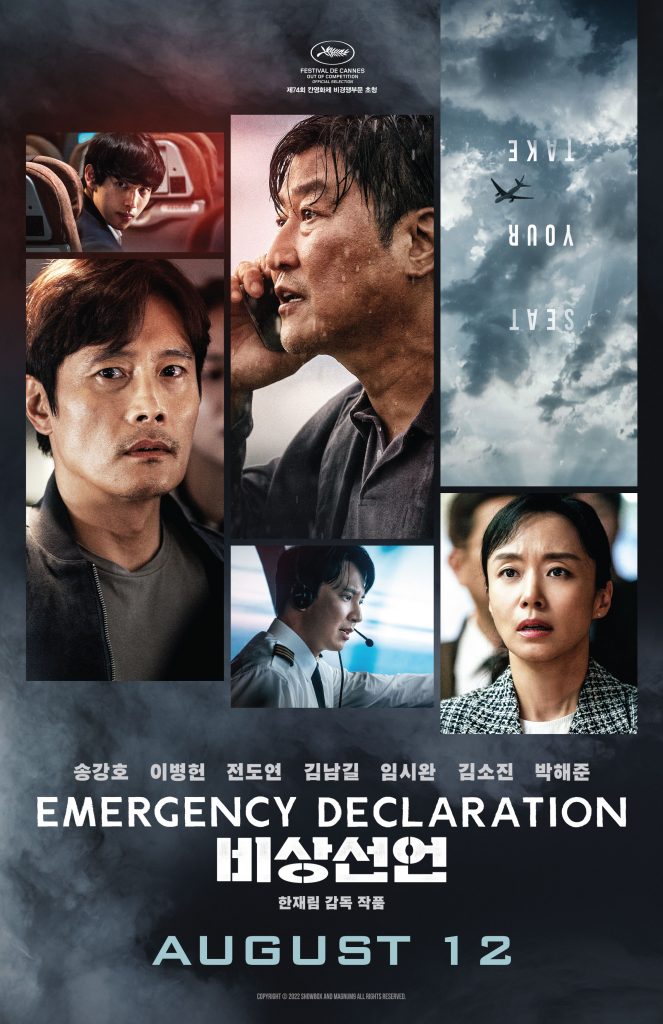 FESTIVAL DE CANNES
OUT OF COMPETITION
OFFICIAL SELECTION
제74회 칸영화제 비경쟁부문 초청
TAKE
YOUR
SEAT
송강호 이병헌 전도연 김남길 임시완 김소진 박해준
EMERGENCY DECLARATION
비상선언
한재림 감독 작품
AUGUST 12
COPYRIGHT © 2022 SHOWBOX AND MAGNUM9 ALL RIGHTS RESERVED.